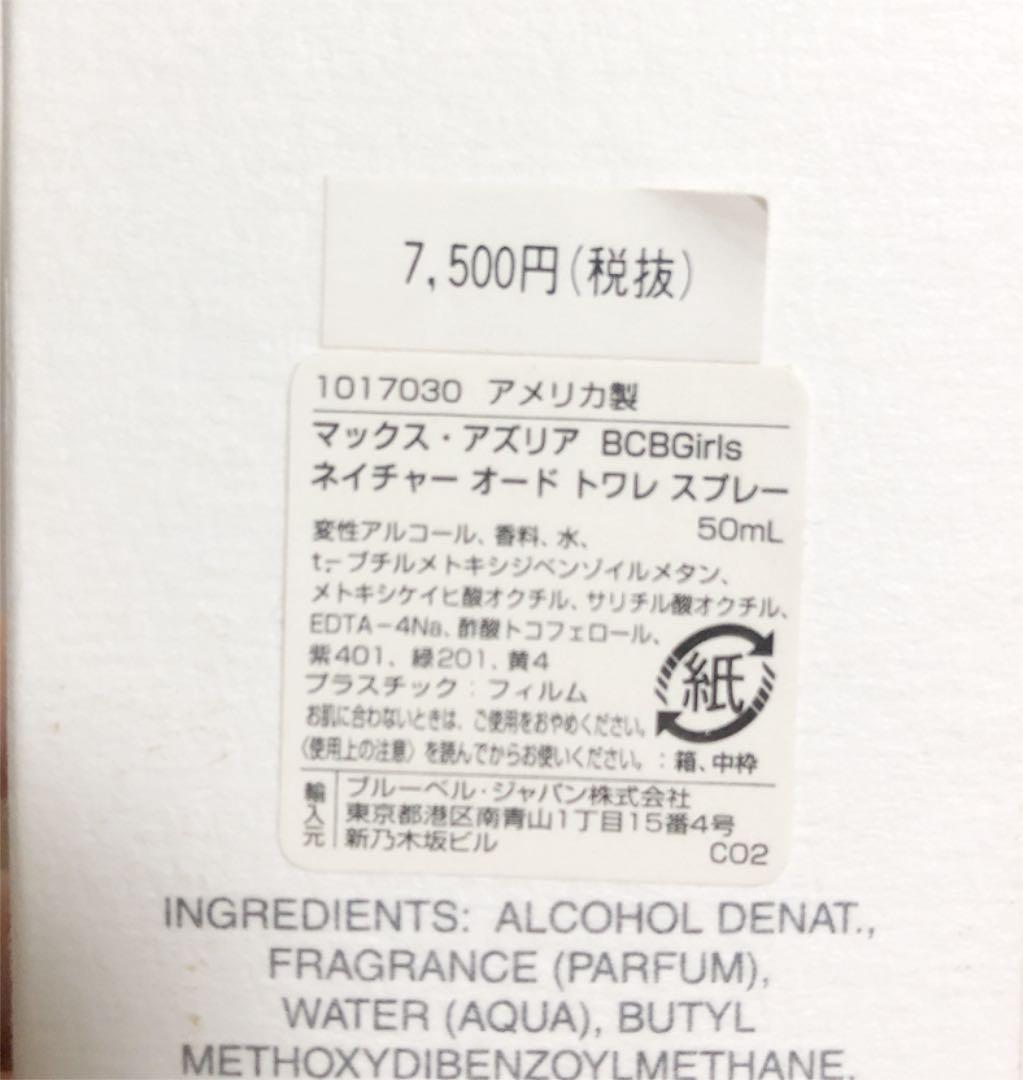 7,500円(税抜)
1017030 アメリカ製
マックス・アズリア BCBGirls
ネイチャー オード トワレ スプレー
50mL
変性アルコール、香料、水、
t-ブチルメトキシジベンゾイルメタン、
メトキシケイヒ酸オクチル、サリチル酸オクチル、
EDTA-4Na、酢酸トコフェロール、
紫401、緑201、黄4
紙
プラスチック:フィルム
お肌に合わないときは、ご使用をおやめください。
〈使用上の注意〉を読んでからお使いください。:箱、中枠
輸入元
ブルーベル・ジャパン株式会社
東京都港区南青山1丁目15番4号
新乃木坂ビル
C02
INGREDIENTS: ALCOHOL DENAT.,
FRAGRANCE (PARFUM),
WATER (AQUA), BUTYL
METHOXYDIBENZOYLMETHANE,